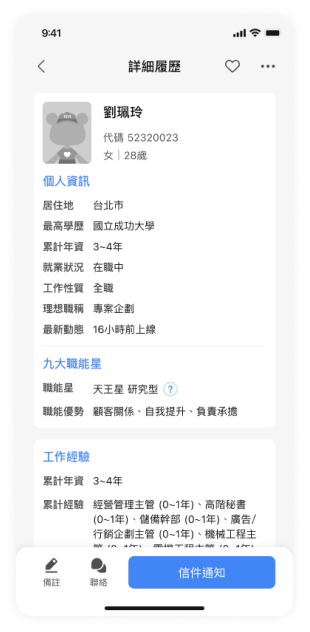 9:41
詳細履歷
劉珮玲
代碼 52320023
女｜28歲
個人資訊
居住地 台北市
最高學歷 國立成功大學
累計年資 3~4年
就業狀況 在職中
工作性質 全職
理想職稱 專案企劃
最新動態 16小時前上線
九大職能星
職能星 天王星 研究型 ?
職能優勢 顧客關係、自我提升、負責承擔
工作經驗
累計年資 3~4年
累計經驗 經營管理主管 (0~1年)、高階秘書
(0~1年)、儲備幹部 (0~1年)、廣告/
行銷企劃主管 (0~1年)、機械工程主
備註
聯絡
信件通知